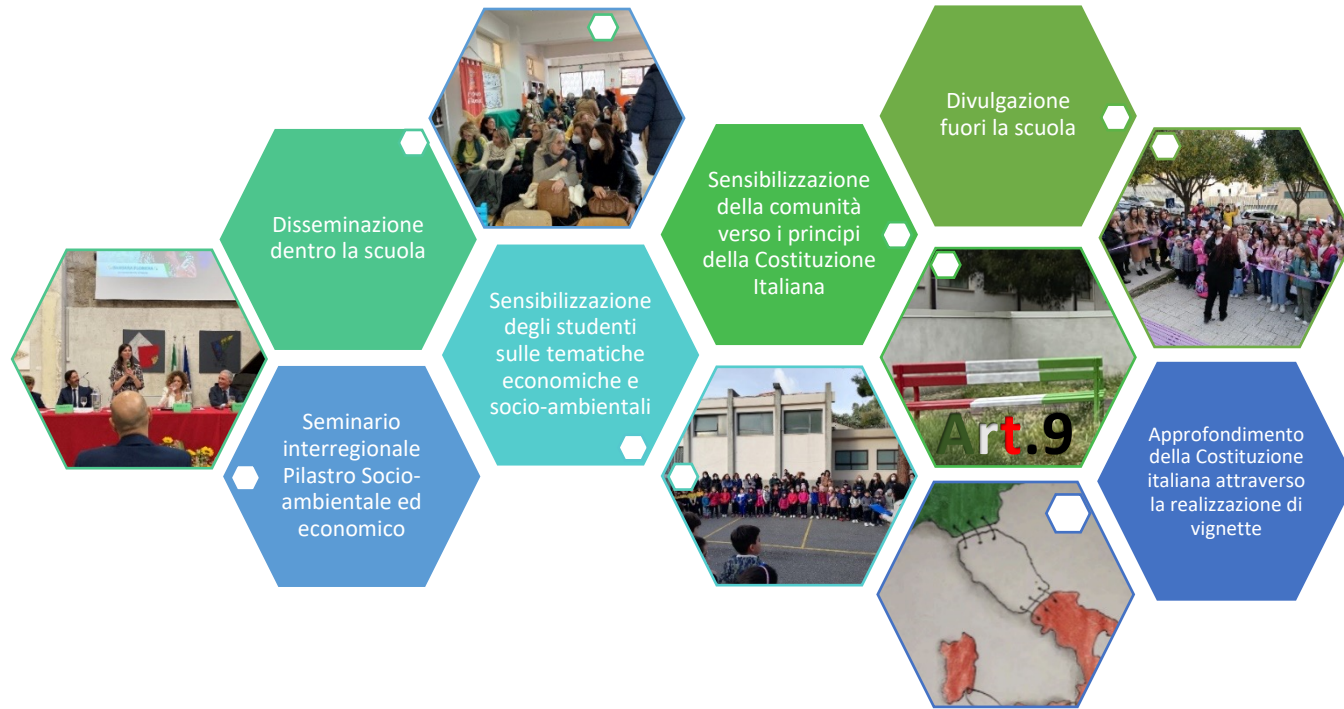 Disseminazione
dentro la scuola
Seminario
interregionale
Pilastro Socio-
ambientale ed
economico
Sensibilizzazione
degli studenti
sulle tematiche
economiche e
socio-ambientali
Sensibilizzazione
della comunità
verso i principi
della Costituzione
Italiana
Divulgazione
fuori la scuola
Art.9
Approfondimento
della Costituzione
italiana attraverso
la realizzazione di
vignette